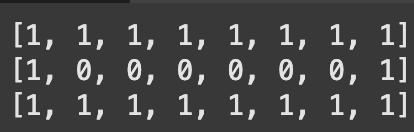 [1, 1, 1, 1, 1, 1, 1, 1]
[1, 0, 0, 0, 0, 0, 0, 1]
[1, 1, 1, 1, 1, 1, 1, 1]